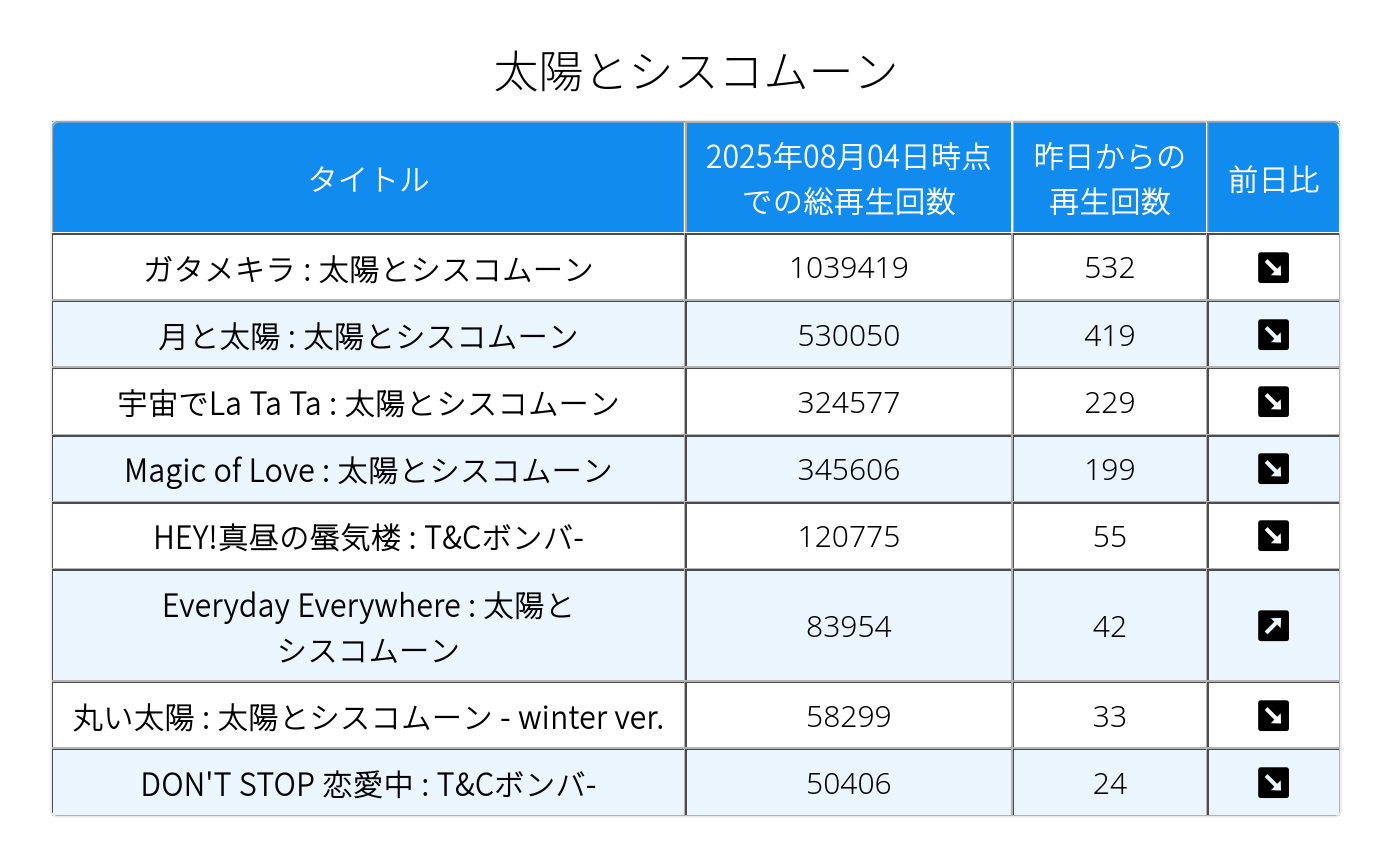 太陽とシスコムーン
タイトル
2025年08月04日時点
での総再生回数
昨日からの
再生回数
前日比
ガタメキラ : 太陽とシスコムーン
1039419
532
↘
月と太陽 : 太陽とシスコムーン
530050
419
↘
宇宙でLa Ta Ta : 太陽とシスコムーン
324577
229
↘
Magic of Love : 太陽とシスコムーン
345606
199
↘
HEY!真昼の蜃気楼 : T&Cボンバ-
120775
55
↘
Everyday Everywhere : 太陽と
シスコムーン
83954
42
↗
丸い太陽 : 太陽とシスコムーン - winter ver.
58299
33
↘
DON'T STOP 恋愛中 : T&Cボンバ-
50406
24
↘